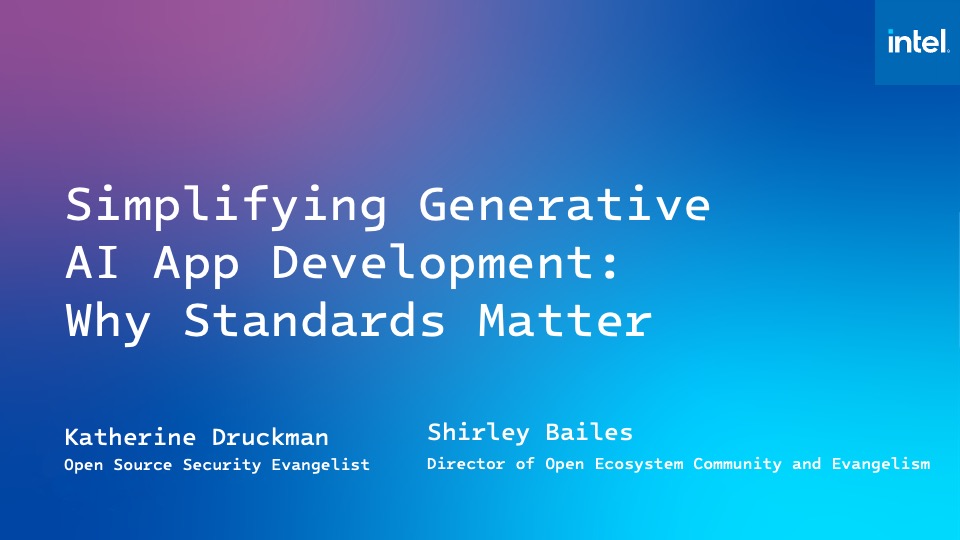 intel.
Simplifying Generative
AI App Development:
Why Standards Matter
Katherine Druckman
Open Source Security Evangelist
Shirley Bailes
Director of Open Ecosystem Community and Evangelism